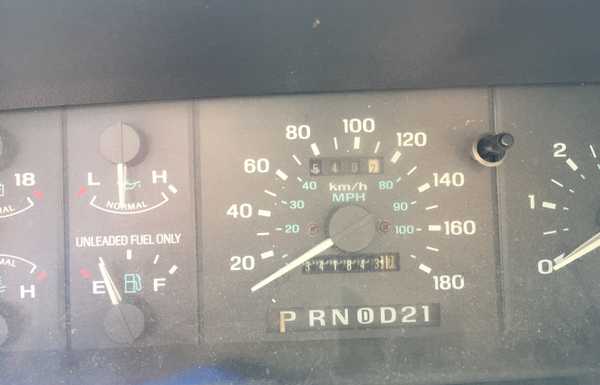 18
NORMAL
H
L H
NORMAL
UNLEADED FUEL ONLY
E F
20 40 60 80 100 120 140 160 180
km/h
MPH
20 30 40 80 90 100
P R N D 2 1
0 1 2